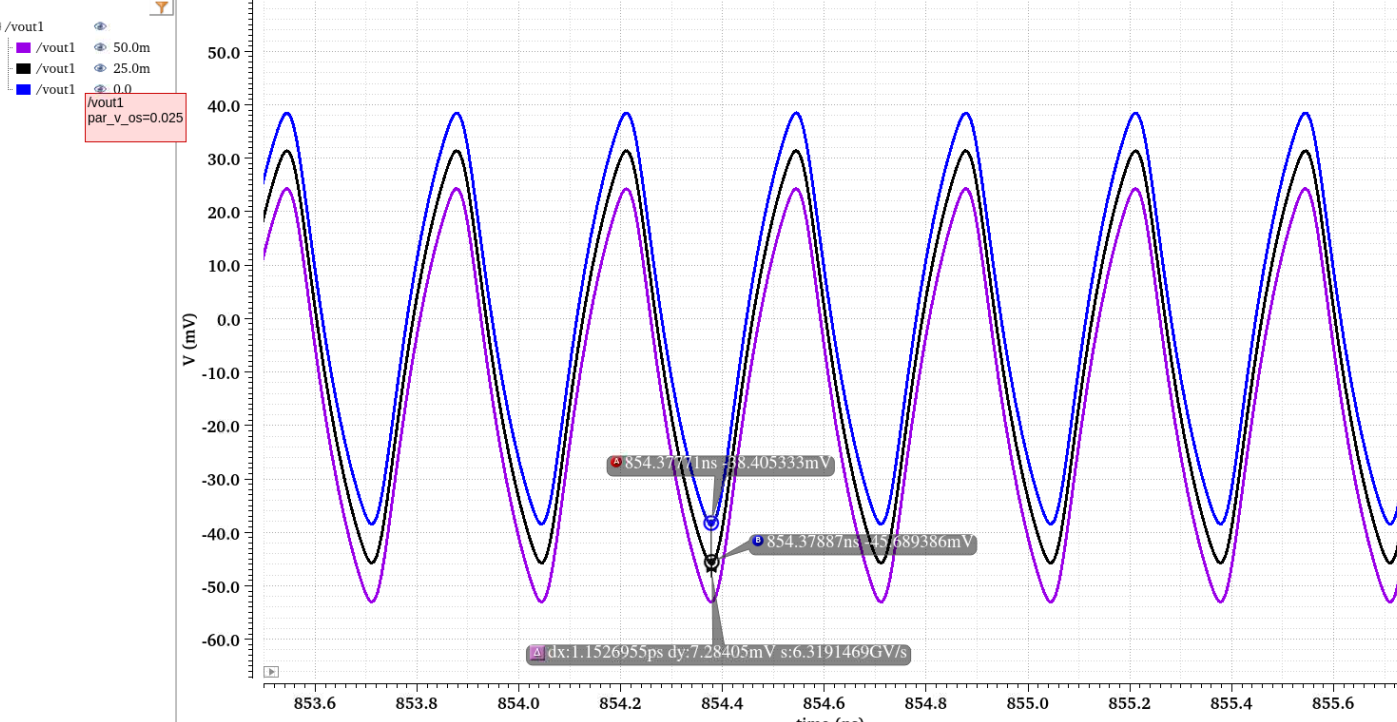 /vout1
/vout1 50.0m
/vout1 25.0m
/vout1 0.0
/vout1
par_v_os=0.025
V (mV)
50.0
40.0
30.0
20.0
10.0
0.0
-10.0
-20.0
-30.0
-40.0
-50.0
-60.0
A 854.37771ns -38.405333mV
B 854.37887ns -45.689386mV
Δ dx:1.1526955ps dy:7.28405mV s:6.3191469GV/s
853.6 853.8 854.0 854.2 854.4 854.6 854.8 855.0 855.2 855.4 855.6
time (ns)